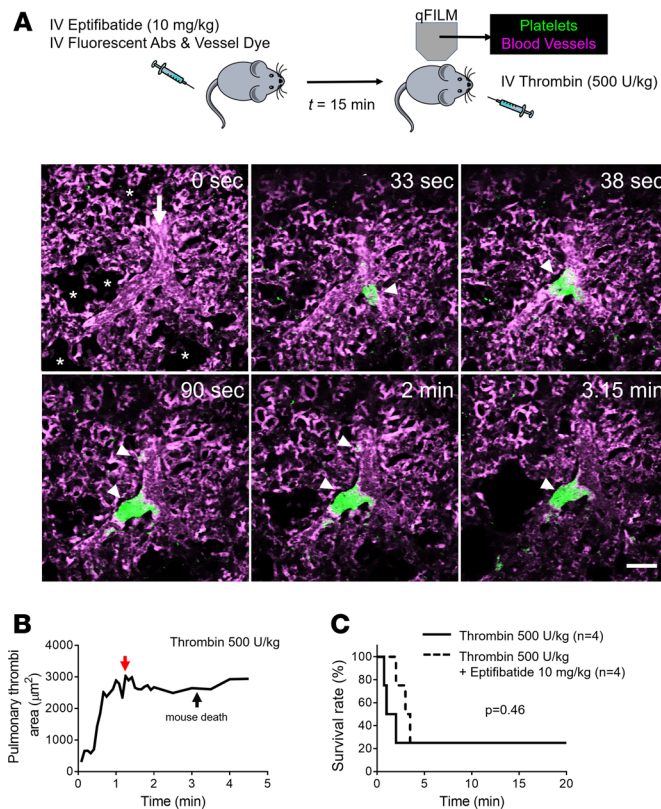 A
IV Eptifibatide (10 mg/kg)
IV Fluorescent Abs & Vessel Dye
t = 15 min
qFILM
Platelets
Blood Vessels
IV Thrombin (500 U/kg)
0 sec
33 sec
38 sec
* * * * *
90 sec
2 min
3.15 min
B
Thrombin 500 U/kg
Pulmonary thrombi
area (μm²)
4000
3000
2000
1000
0
mouse death
0 1 2 3 4 5
Time (min)
C
Thrombin 500 U/kg (n=4)
Thrombin 500 U/kg
+ Eptifibatide 10 mg/kg (n=4)
p=0.46
Survival rate (%)
100
80
60
40
20
0
0 5 10 15 20
Time (min)